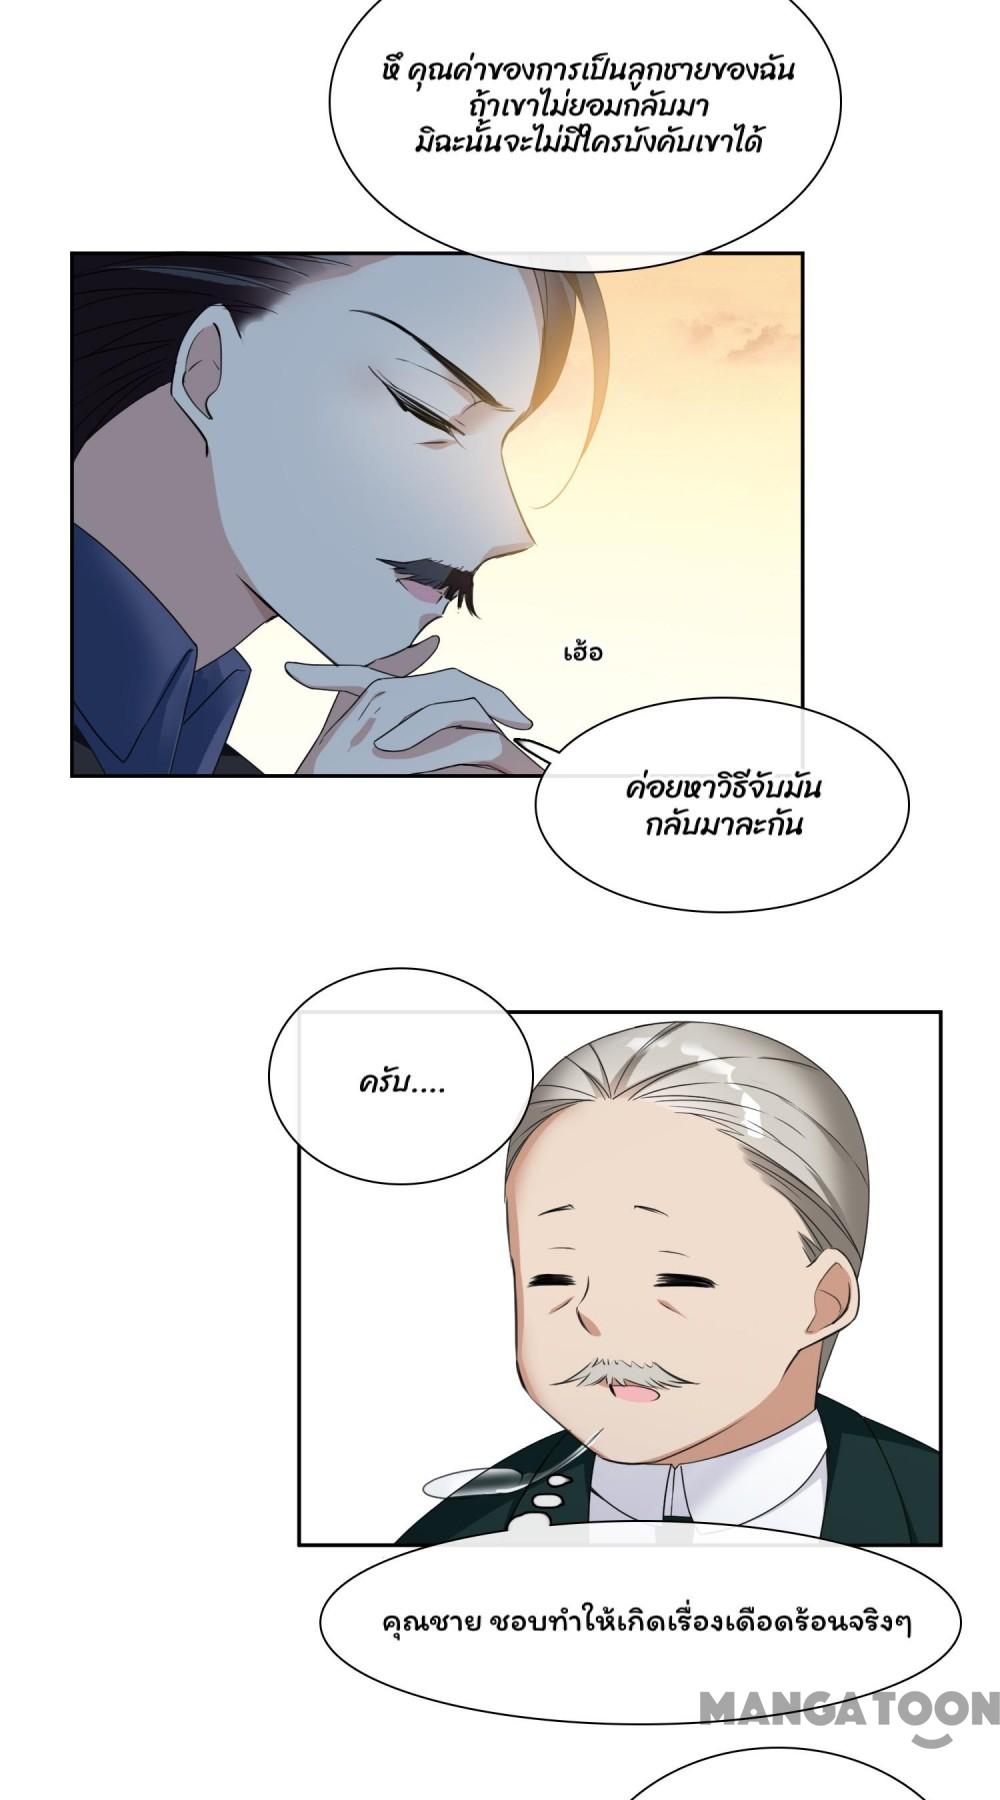 หึ คุณค่าของการเป็นลูกชายของฉัน
ถ้าเขาไม่ยอมกลับมา
มิฉะนั้นจะไม่มีใครบังคับเขาได้
เฮ้อ
ค่อยหาวิธีจับมัน
กลับมาละกัน
ครับ....
คุณชาย ชอบทำให้เกิดเรื่องเดือดร้อนจริงๆ
MANGATOON